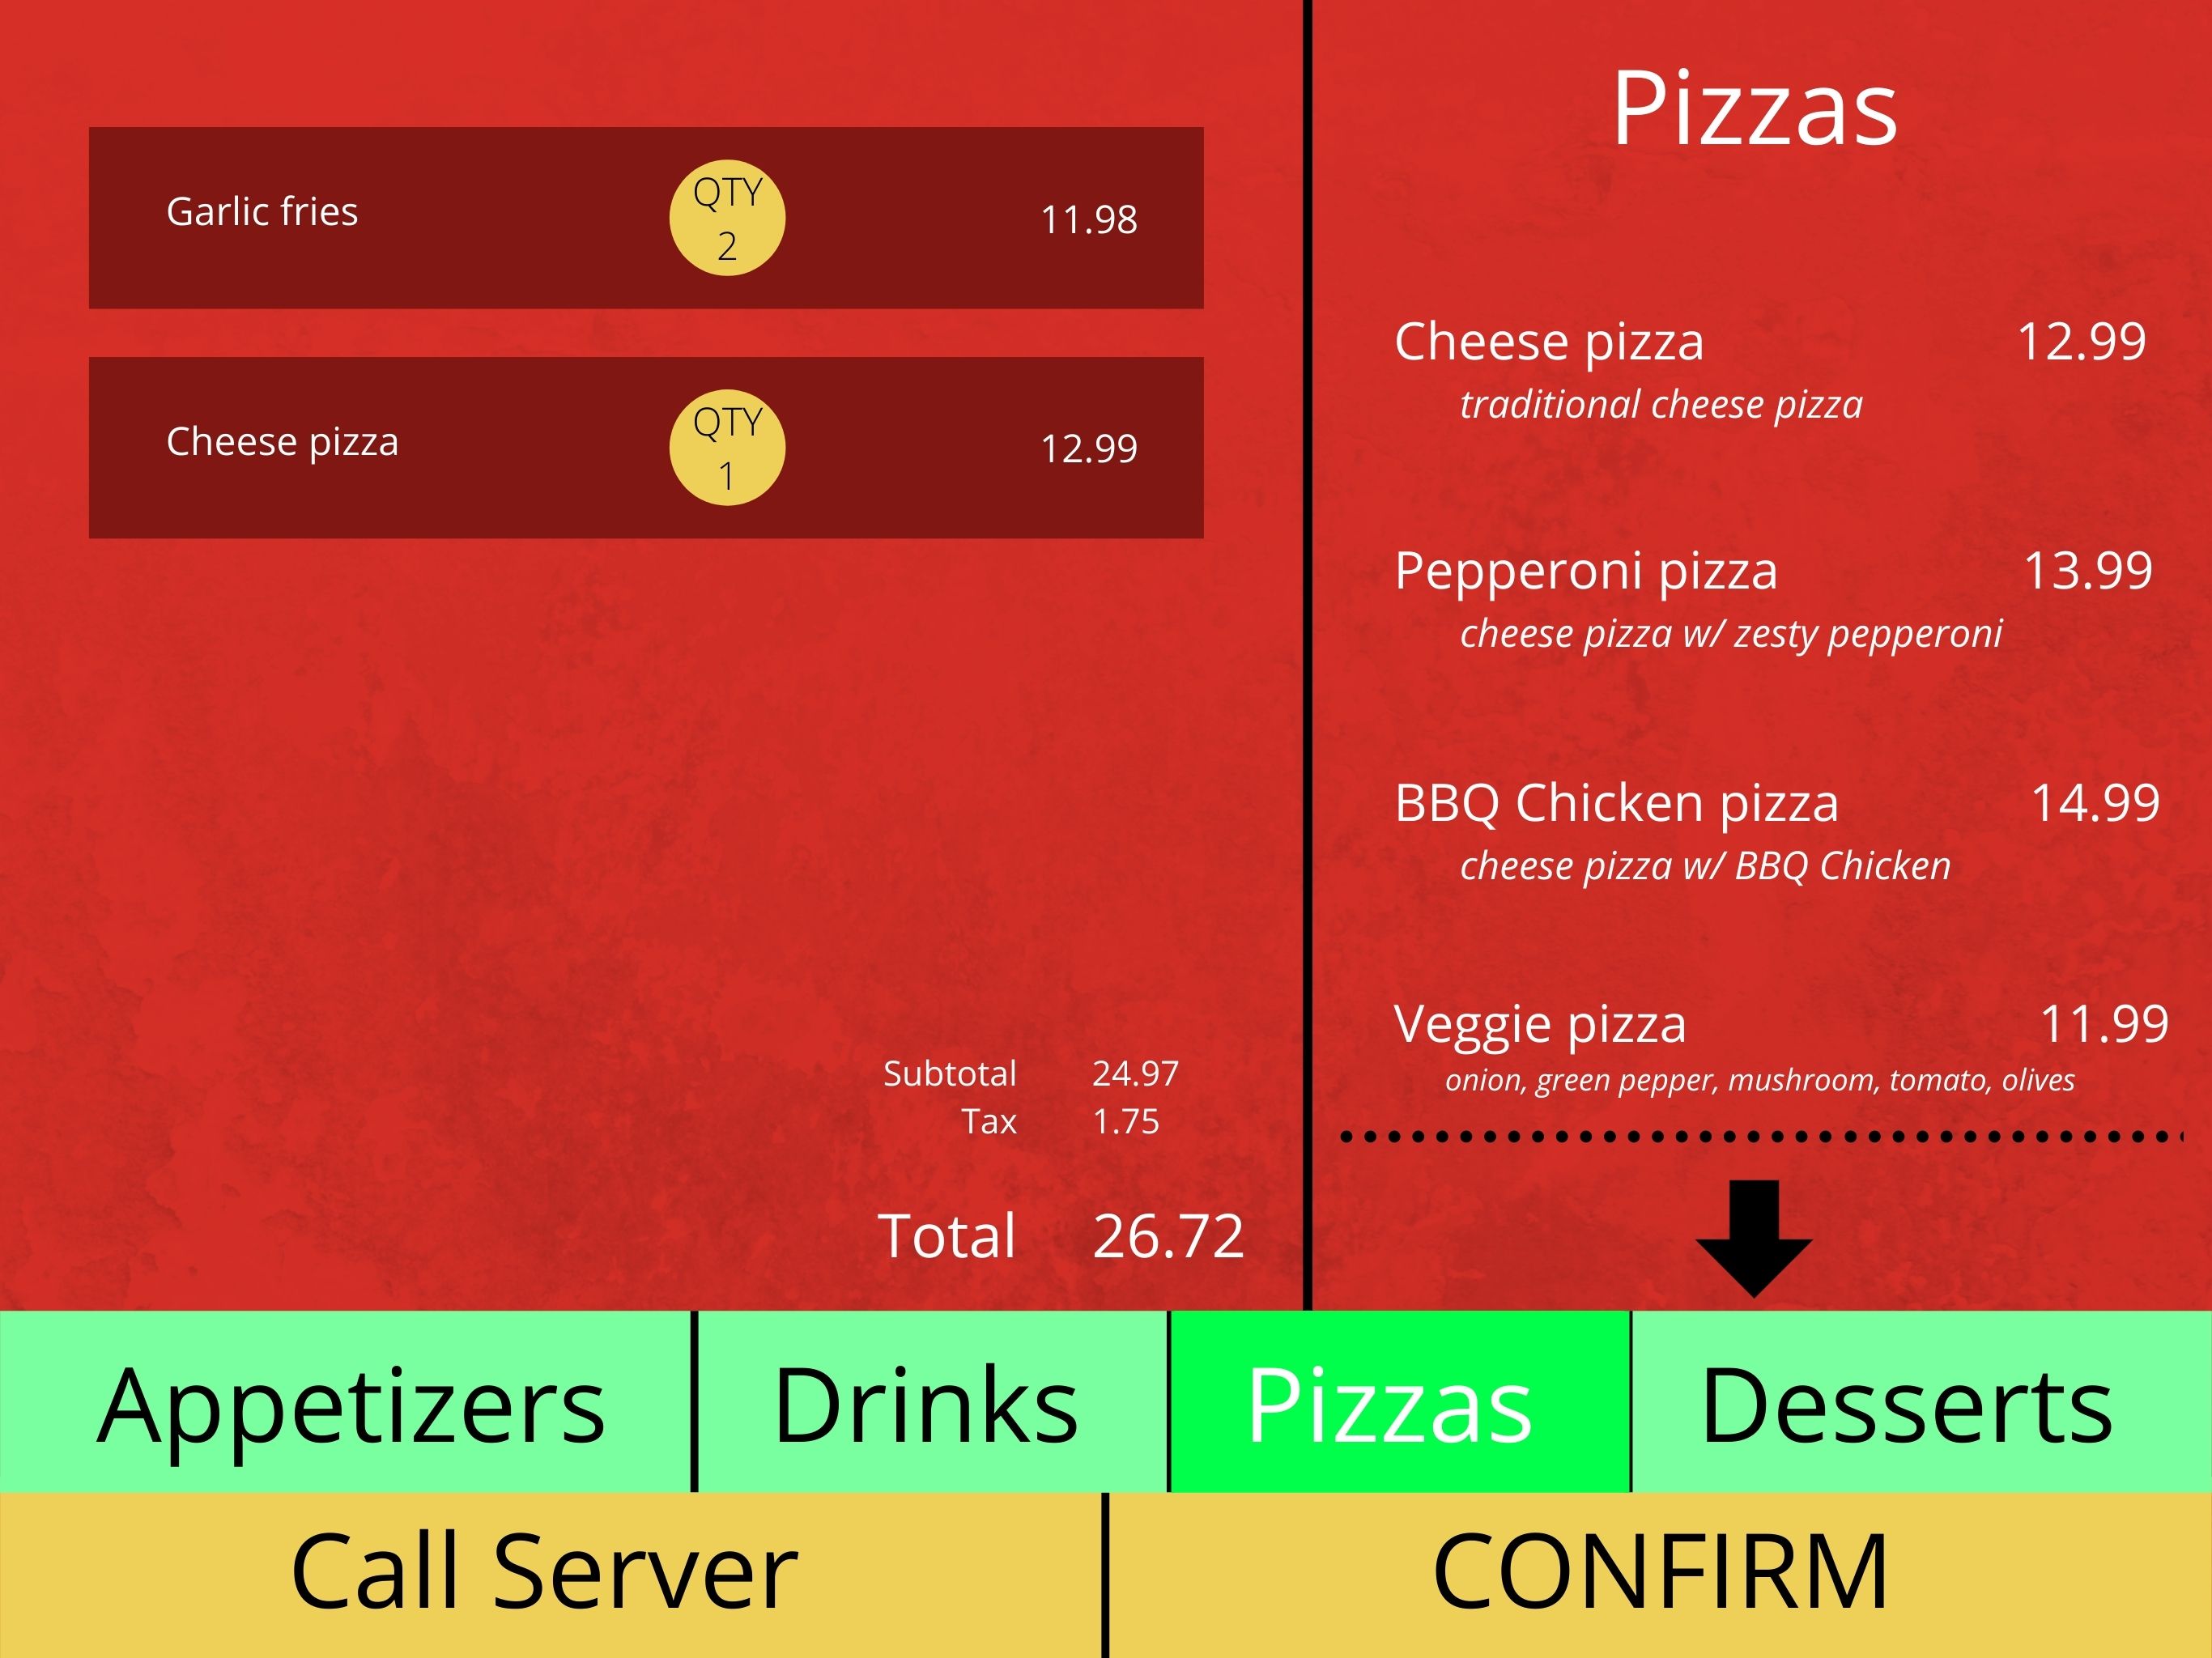 Garlic fries QTY 2 11.98
Cheese pizza QTY 1 12.99
Subtotal 24.97
Tax 1.75
Total 26.72
Pizzas
Cheese pizza 12.99
traditional cheese pizza
Pepperoni pizza 13.99
cheese pizza w/ zesty pepperoni
BBQ Chicken pizza 14.99
cheese pizza w/ BBQ Chicken
Veggie pizza 11.99
onion, green pepper, mushroom, tomato, olives
Appetizers Drinks Pizzas Desserts
Call Server CONFIRM